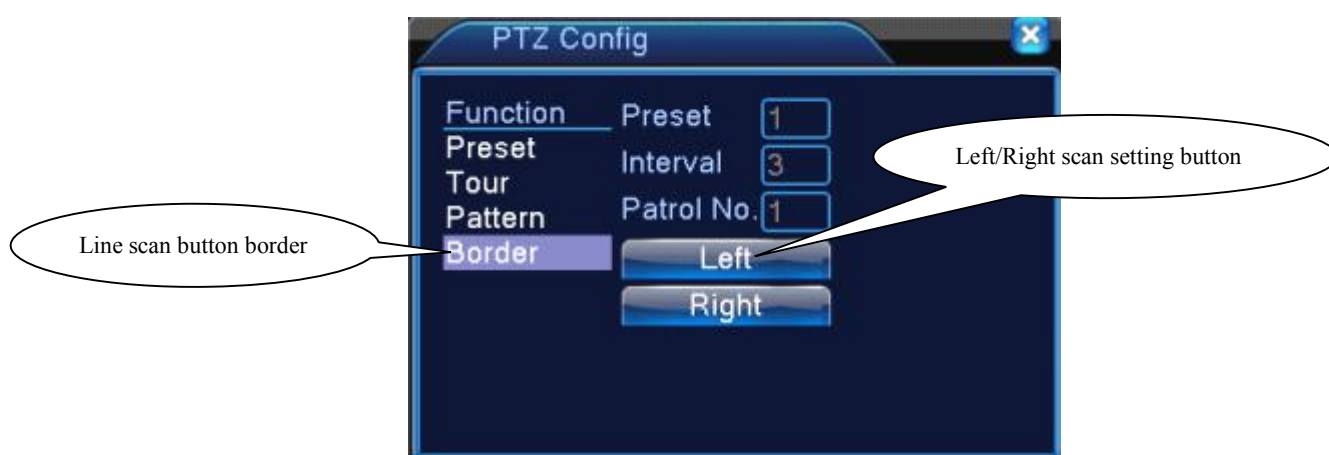 PTZ Config
Function
Preset
Tour
Pattern
Border
Preset 1
Interval 3
Patrol No. 1
Left
Right
Left/Right scan setting button
Line scan button border